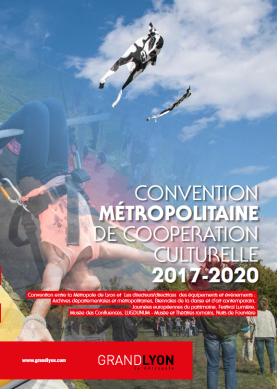 CONVENTION
MÉTROPOLITAINE
DE COOPERATION
CULTURELLE
2017-2020
Convention entre la Métropole de Lyon et Les directeurs/directrices des équipements et événements :
Archives départementales et métropolitaines, Biennales de la danse et d'art contemporain,
Journées européennes du patrimoine, Festival Lumière,
Musée des Confluences, LUGDUNUM - Musée et Théâtres romains, Nuits de Fourvière
www.grandlyon.com
GRANDLYON
la métropole